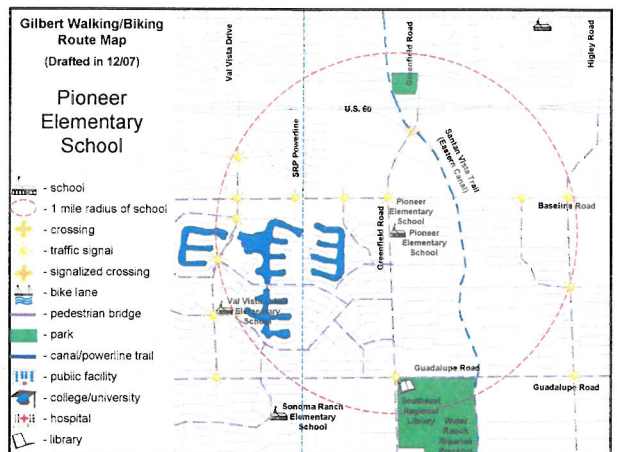 Gilbert Walking/Biking
Route Map
(Drafted in 12/07)
Pioneer
Elementary
School
- school
- 1 mile radius of school
- crossing
- traffic signal
- signalized crossing
- bike lane
- pedestrian bridge
- park
- canal/powerline trail
- public facility
- college/university
- hospital
- library
Val Vista Drive
SRP Powerline
U.S. 60
Greenfield Road
Santan Vista Trail
(Eastern Canal)
Higley Road
Baseline Road
Pioneer
Elementary
School
Pioneer
Elementary
School
Greenfield Road
Val Vista
Elementary
School
Guadalupe Road
Guadalupe Road
Sonoma Ranch
Elementary
School
Southeast
Regional
Library
Water
Ranch
Riparian